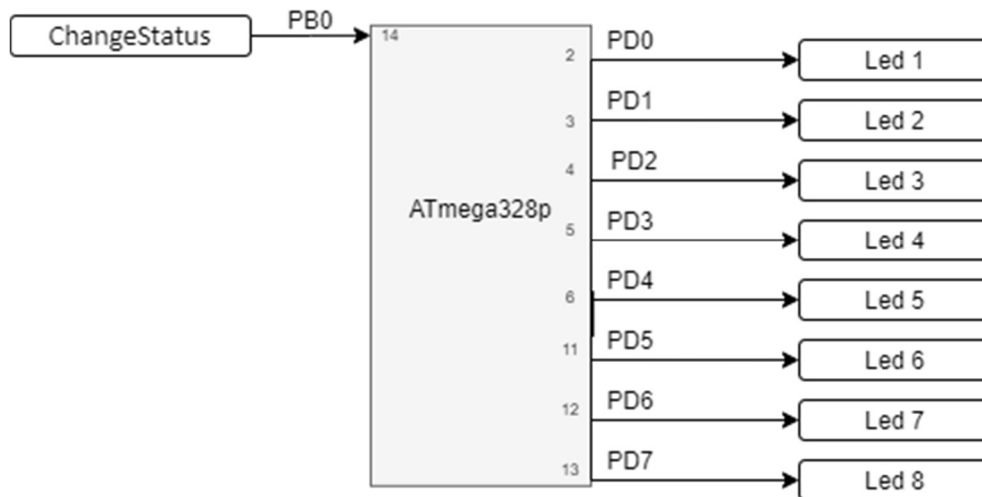 ChangeStatus
PB0
14
ATmega328p
2
PD0
Led 1
3
PD1
Led 2
4
PD2
Led 3
5
PD3
Led 4
6
PD4
Led 5
11
PD5
Led 6
12
PD6
Led 7
13
PD7
Led 8